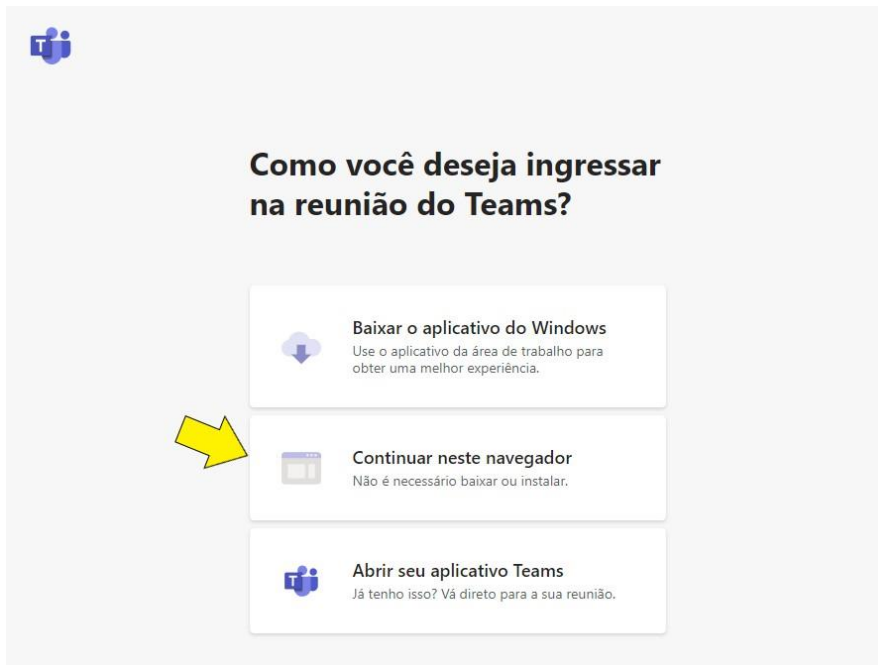 T
Como você deseja ingressar
na reunião do Teams?
Baixar o aplicativo do Windows
Use o aplicativo da área de trabalho para
obter uma melhor experiência.
Continuar neste navegador
Não é necessário baixar ou instalar.
T
Abrir seu aplicativo Teams
Já tenho isso? Vá direto para a sua reunião.